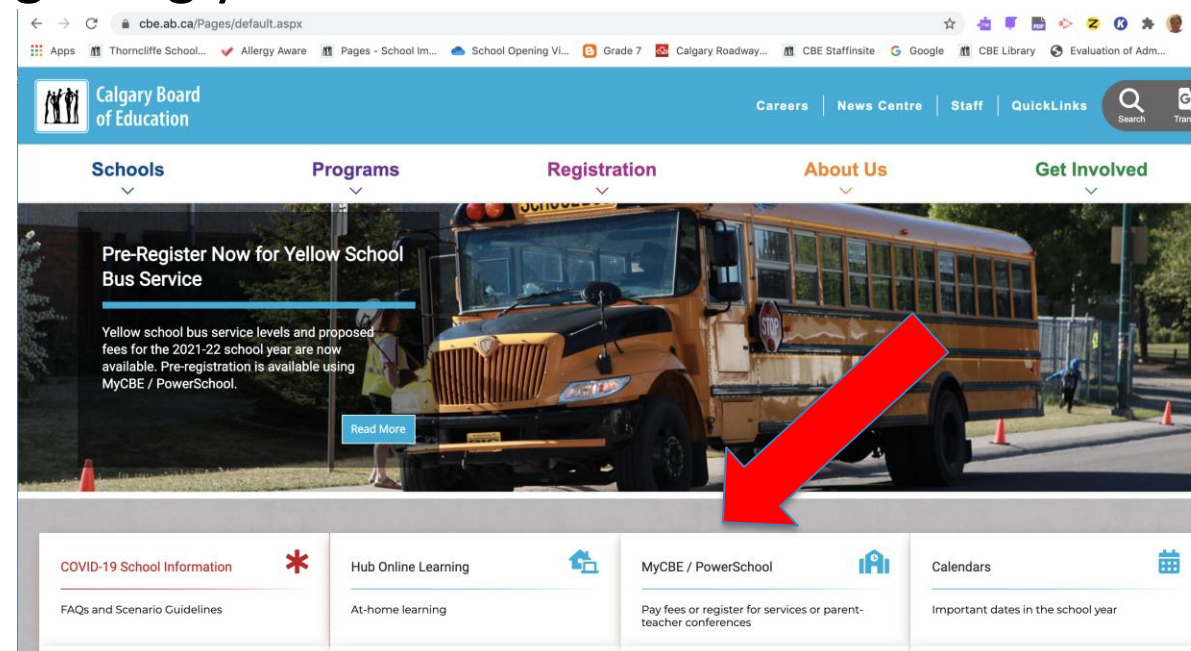 cbe.ab.ca/Pages/default.aspx
Apps Thorncliffe School... Allergy Aware Pages - School Im... School Opening Vi... Grade 7 Calgary Roadway... CBE Staffinsite Google CBE Library Evaluation of Adm...
Calgary Board
of Education
Careers News Centre Staff QuickLinks
Search
Schools Programs Registration About Us Get Involved
SCHOOL BUS
STOP
Pre-Register Now for Yellow School
Bus Service
Yellow school bus service levels and proposed
fees for the 2021-22 school year are now
available. Pre-registration is available using
MyCBE / PowerSchool.
Read More
COVID-19 School Information
FAQs and Scenario Guidelines
Hub Online Learning
At-home learning
MyCBE / PowerSchool
Pay fees or register for services or parent-
teacher conferences
Calendars
Important dates in the school year